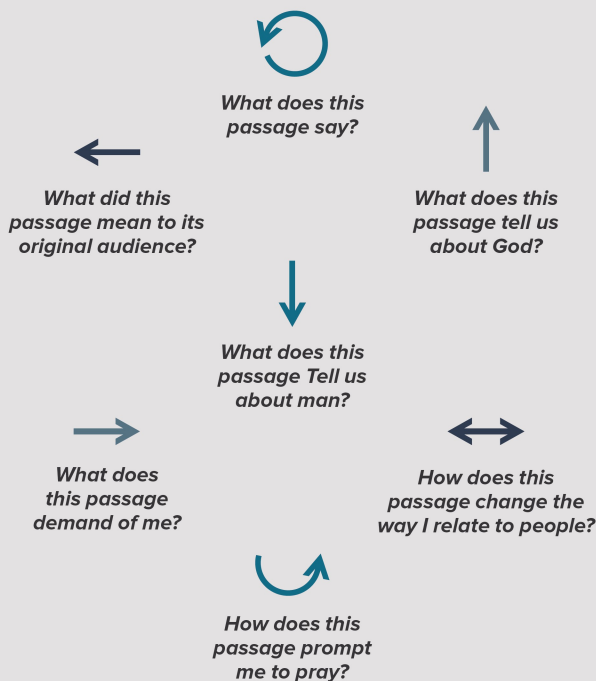 What does this
passage say?
What did this
passage mean to its
original audience?
What does this
passage tell us
about God?
What does this
passage Tell us
about man?
What does
this passage
demand of me?
How does this
passage change the
way I relate to people?
How does this
passage prompt
me to pray?